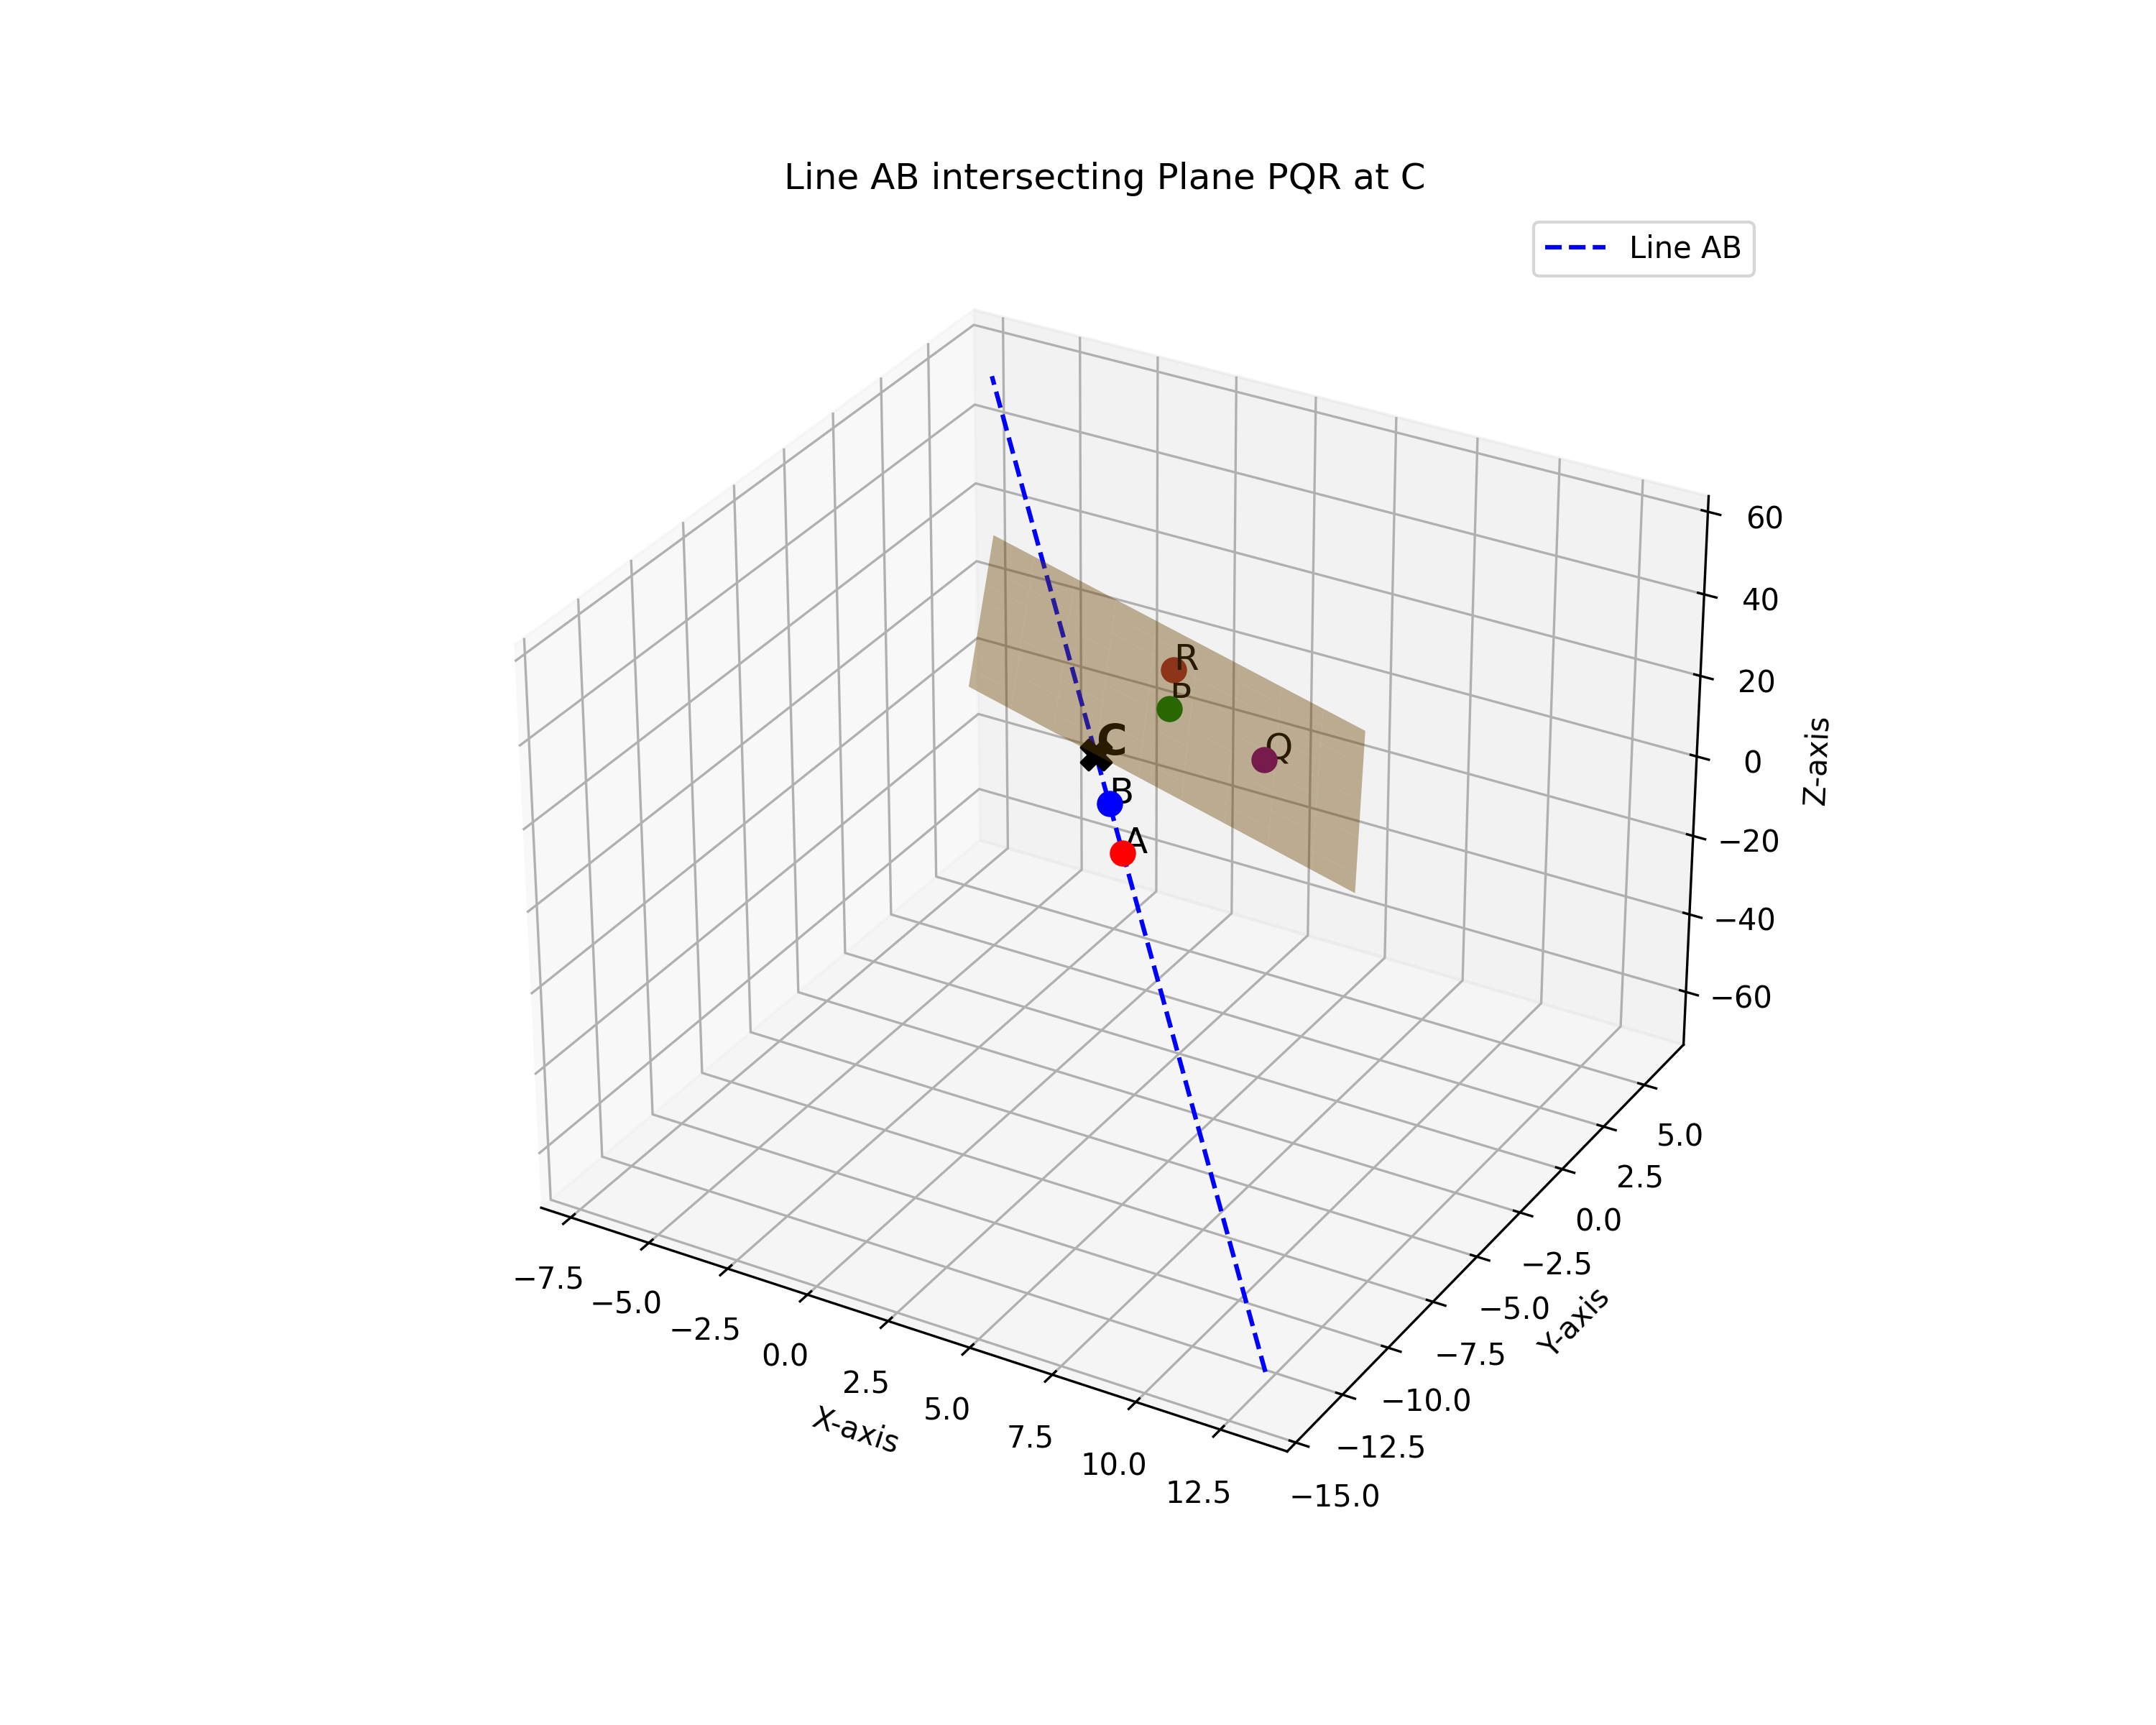 Line AB intersecting Plane PQR at C
Line AB
R
P
Q
C
B
A
60
40
20
0
−20
−40
−60
Z-axis
5.0
2.5
0.0
−2.5
−5.0
−7.5
−10.0
−12.5
−15.0
Y-axis
−7.5
−5.0
−2.5
0.0
2.5
5.0
7.5
10.0
12.5
X-axis